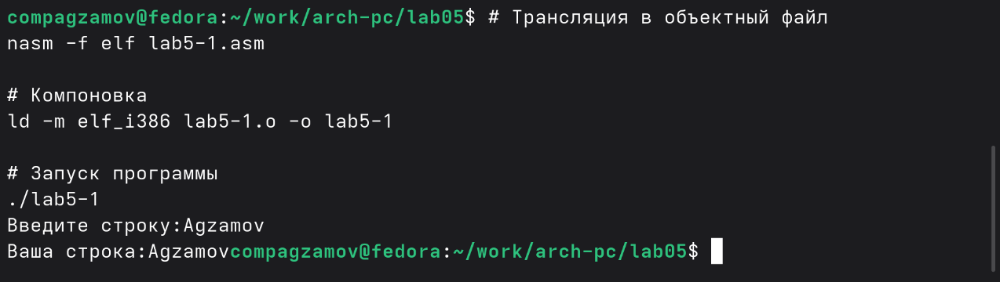 compagzamov@fedora:~/work/arch-pc/lab05$ # Трансляция в объектный файл
nasm -f elf lab5-1.asm
# Компоновка
ld -m elf_i386 lab5-1.o -o lab5-1
# Запуск программы
./lab5-1
Введите строку:Agzamov
Ваша строка:Agzamovcompagzamov@fedora:~/work/arch-pc/lab05$